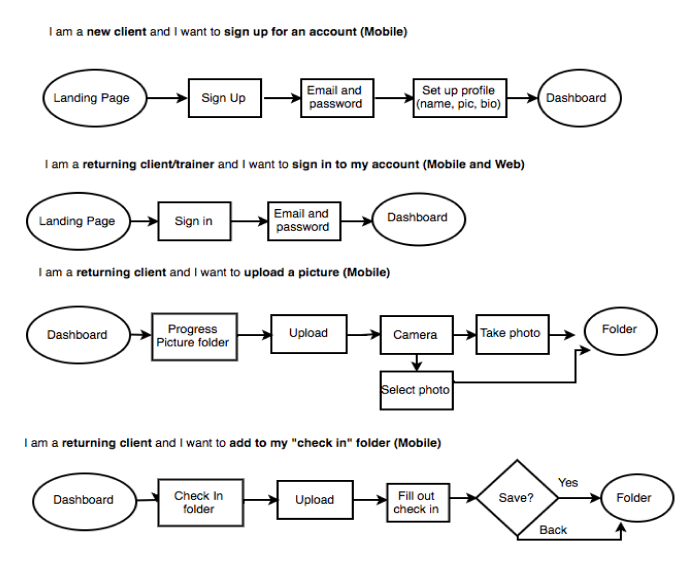 I am a new client and I want to sign up for an account (Mobile)
Landing Page
Sign Up
Email and
password
Set up profile
(name, pic, bio)
Dashboard
I am a returning client/trainer and I want to sign in to my account (Mobile and Web)
Landing Page
Sign in
Email and
password
Dashboard
I am a returning client and I want to upload a picture (Mobile)
Dashboard
Progress
Picture folder
Upload
Camera
Take photo
Folder
Select photo
I am a returning client and I want to add to my "check in" folder (Mobile)
Dashboard
Check In
folder
Upload
Fill out
check in
Save?
Yes
Back
Folder